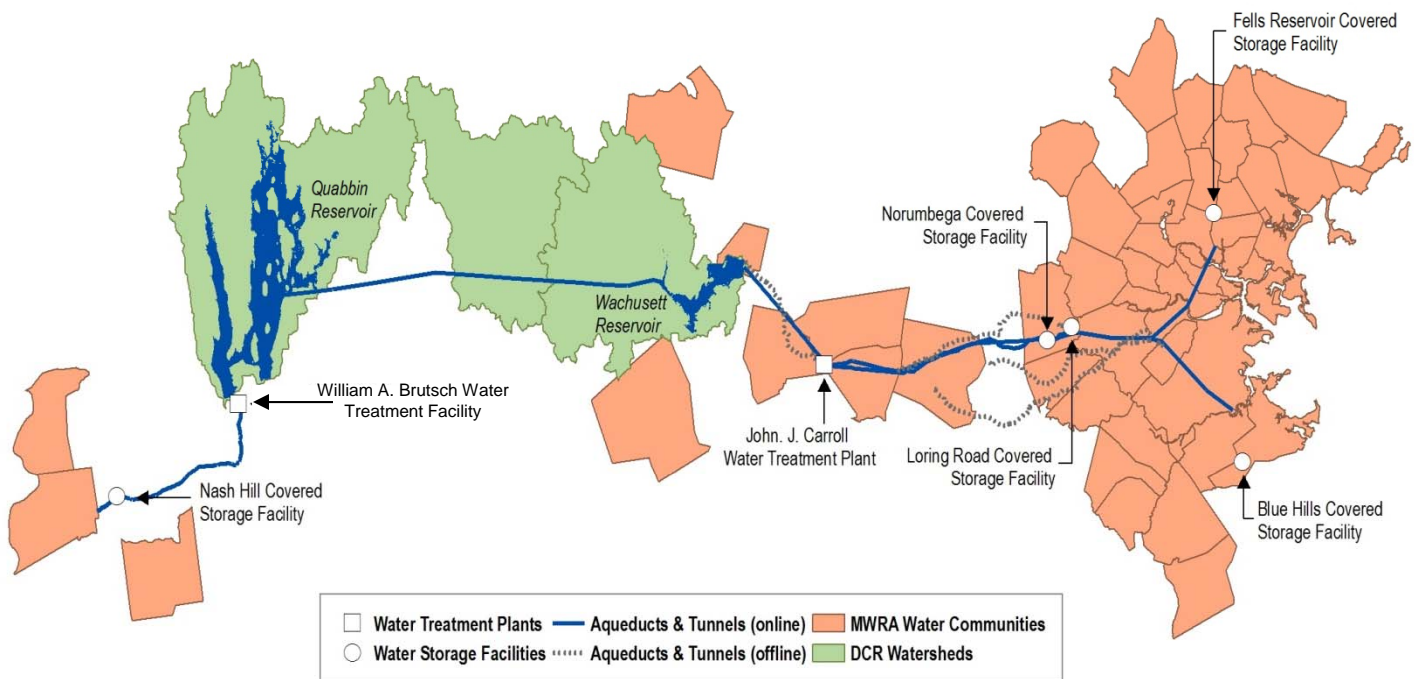 Fells Reservoir Covered
Storage Facility
Quabbin
Reservoir
Norumbega Covered
Storage Facility
Wachusett
Reservoir
William A. Brutsch Water
Treatment Facility
John. J. Carroll
Water Treatment Plant
Loring Road Covered
Storage Facility
Nash Hill Covered
Storage Facility
Blue Hills Covered
Storage Facility
Water Treatment Plants
Aqueducts & Tunnels (online)
MWRA Water Communities
Water Storage Facilities
Aqueducts & Tunnels (offline)
DCR Watersheds